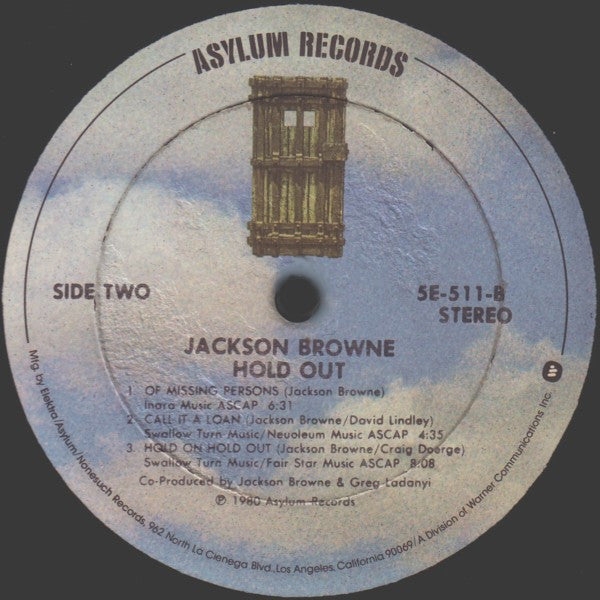 ASYLUM RECORDS
SIDE TWO
5E-511-B
STEREO
JACKSON BROWNE
HOLD OUT
1. OF MISSING PERSONS (Jackson Browne)
Inara Music ASCAP 6:31
2. CALL IT A LOAN (Jackson Browne/David Lindley)
Swallow Turn Music/Neuoleum Music ASCAP 4:35
3. HOLD ON HOLD OUT (Jackson Browne/Craig Doerge)
Swallow Turn Music/Fair Star Music ASCAP 8:08
Co-Produced by Jackson Browne & Greg Ladanyi
℗ 1980 Asylum Records
Mfg. by Elektra/Asylum/Nonesuch Records, 962 North La Cienega Blvd., Los Angeles, California 90069/A Division of Warner Communications Inc.